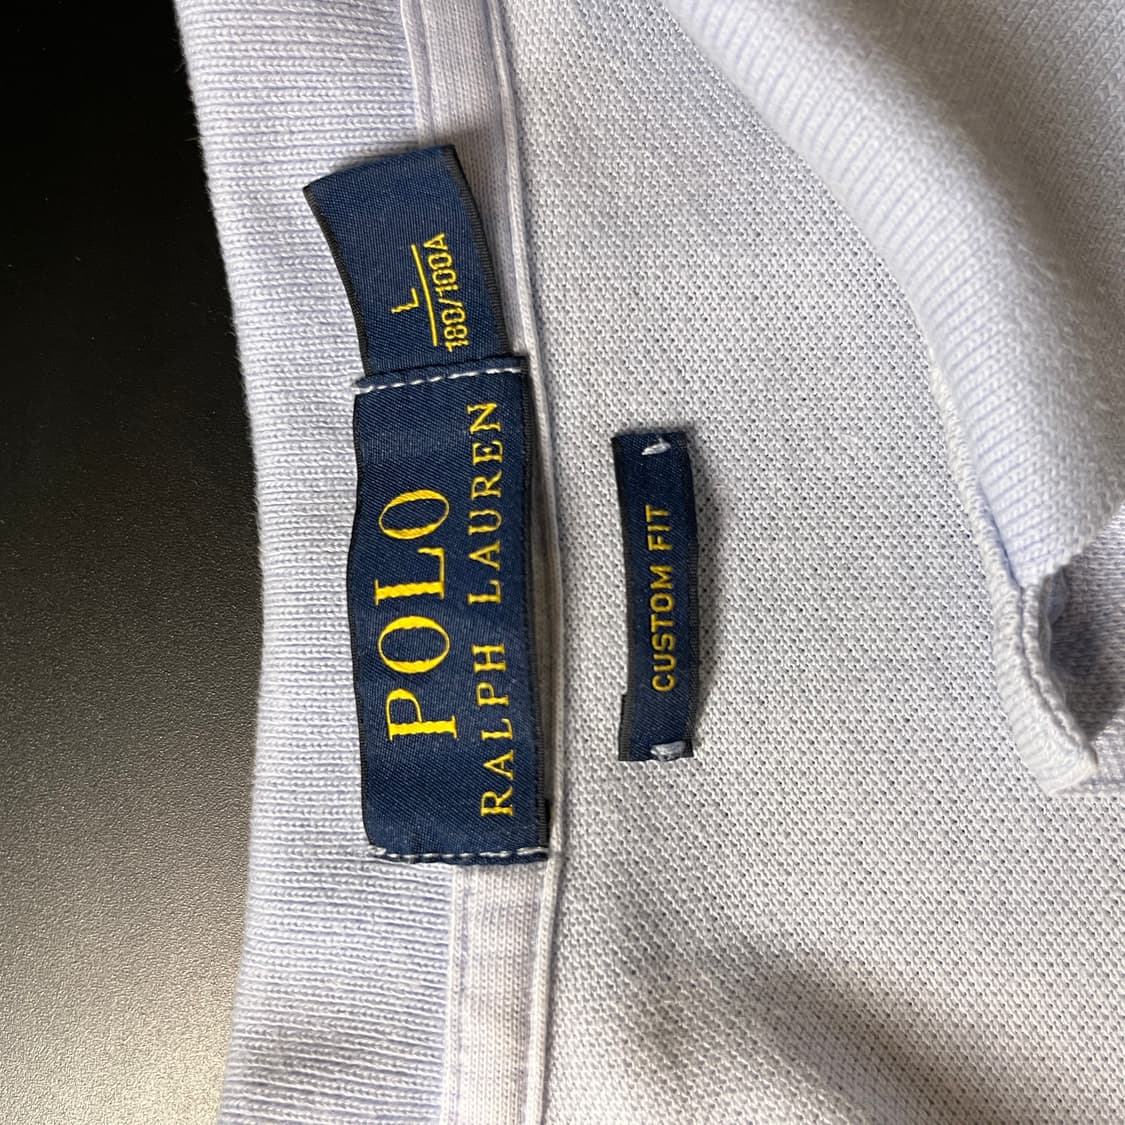 L
180/100A
POLO
RALPH LAUREN
CUSTOM FIT